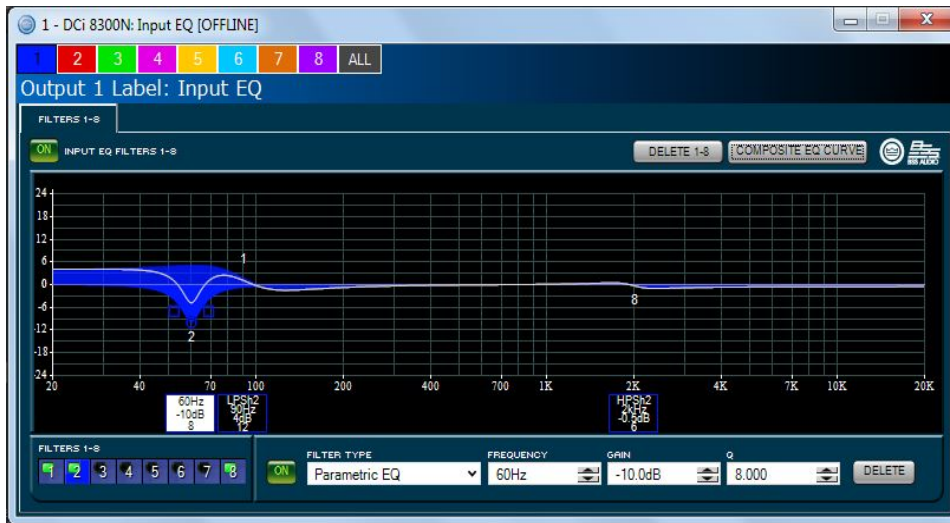 1 - DCi 8300N: Input EQ [OFFLINE]
1 2 3 4 5 6 7 8 ALL
Output 1 Label: Input EQ
FILTERS 1-8
ON INPUT EQ FILTERS 1-8 DELETE 1-8 COMPOSITE EQ CURVE BSS AUDIO
24
18
12
6
0
-6
-12
-18
-24
1
2
8
20 40 70 100 200 400 700 1K 2K 4K 7K 10K 20K
60Hz LPSh2 HPSh2
-10dB 90Hz 2kHz
8 4dB -0.5dB
12 6
FILTERS 1-8
1 2 3 4 5 6 7 8
ON FILTER TYPE FREQUENCY GAIN Q
Parametric EQ 60Hz -10.0dB 8.000 DELETE